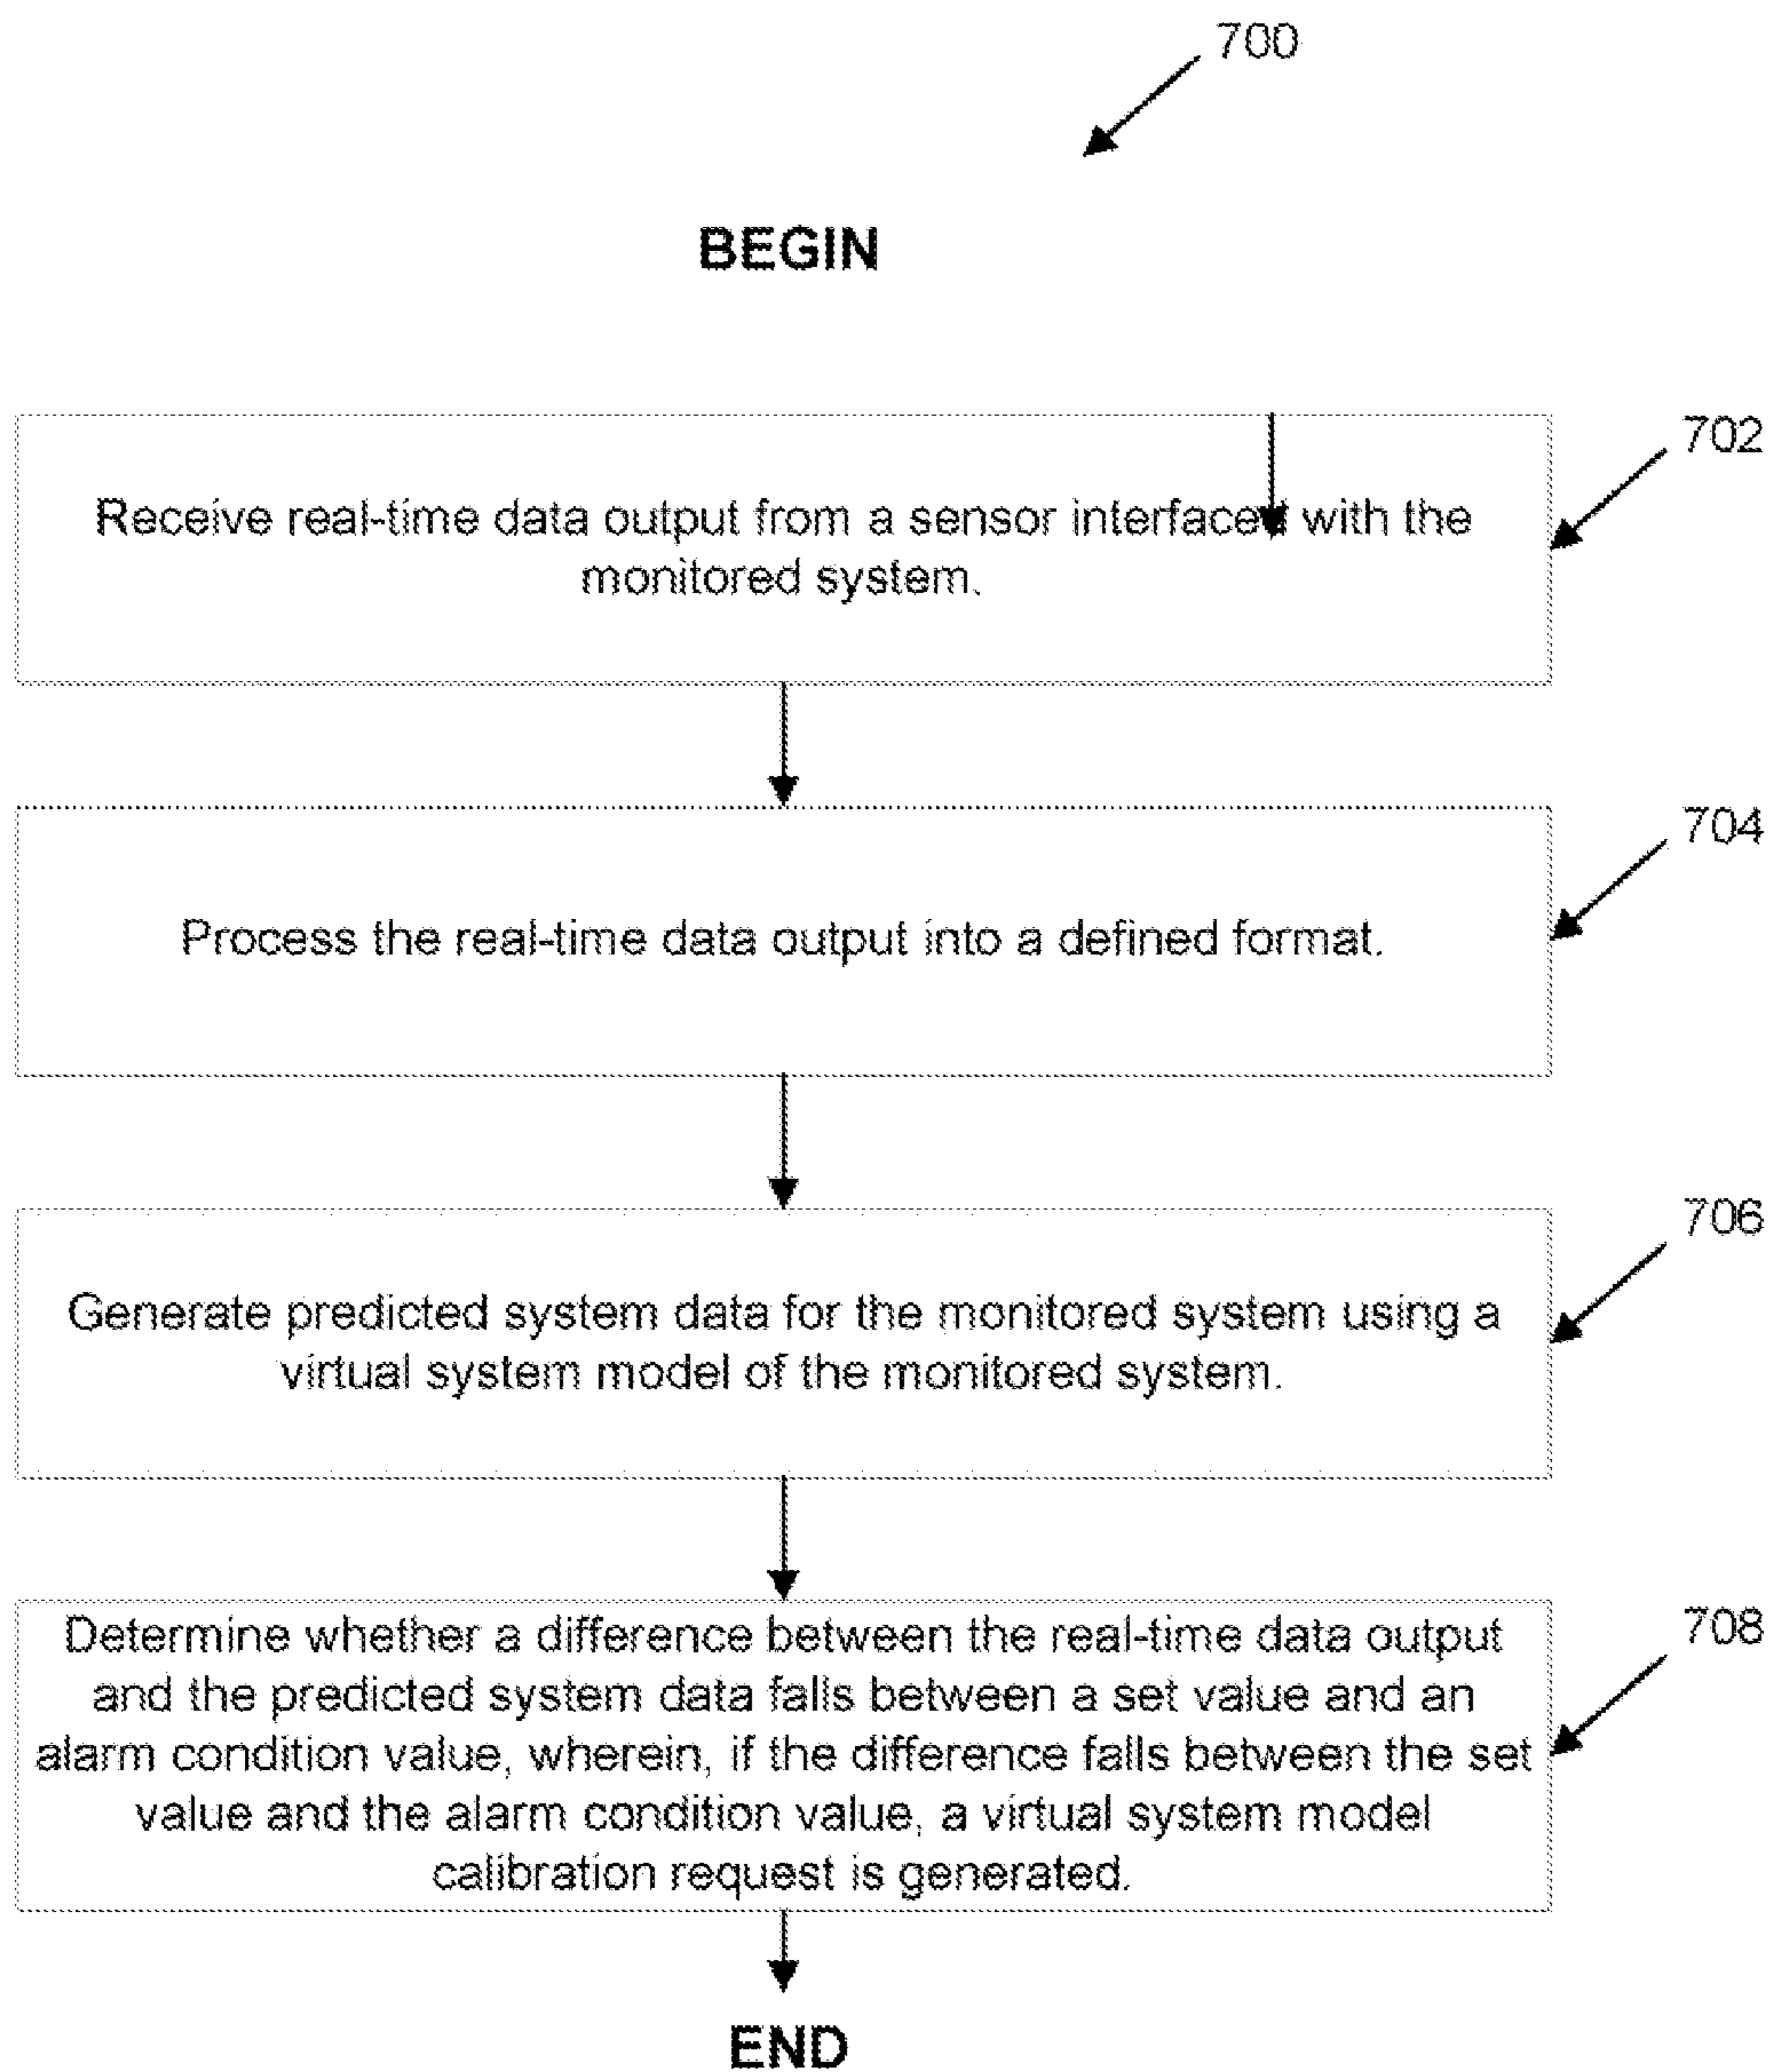 700
BEGIN
702
Receive real-time data output from a sensor interfaced with the
monitored system.
704
Process the real-time data output into a defined format.
706
Generate predicted system data for the monitored system using a
virtual system model of the monitored system.
708
Determine whether a difference between the real-time data output
and the predicted system data falls between a set value and an
alarm condition value, wherein, if the difference falls between the set
value and the alarm condition value, a virtual system model
calibration request is generated.
END